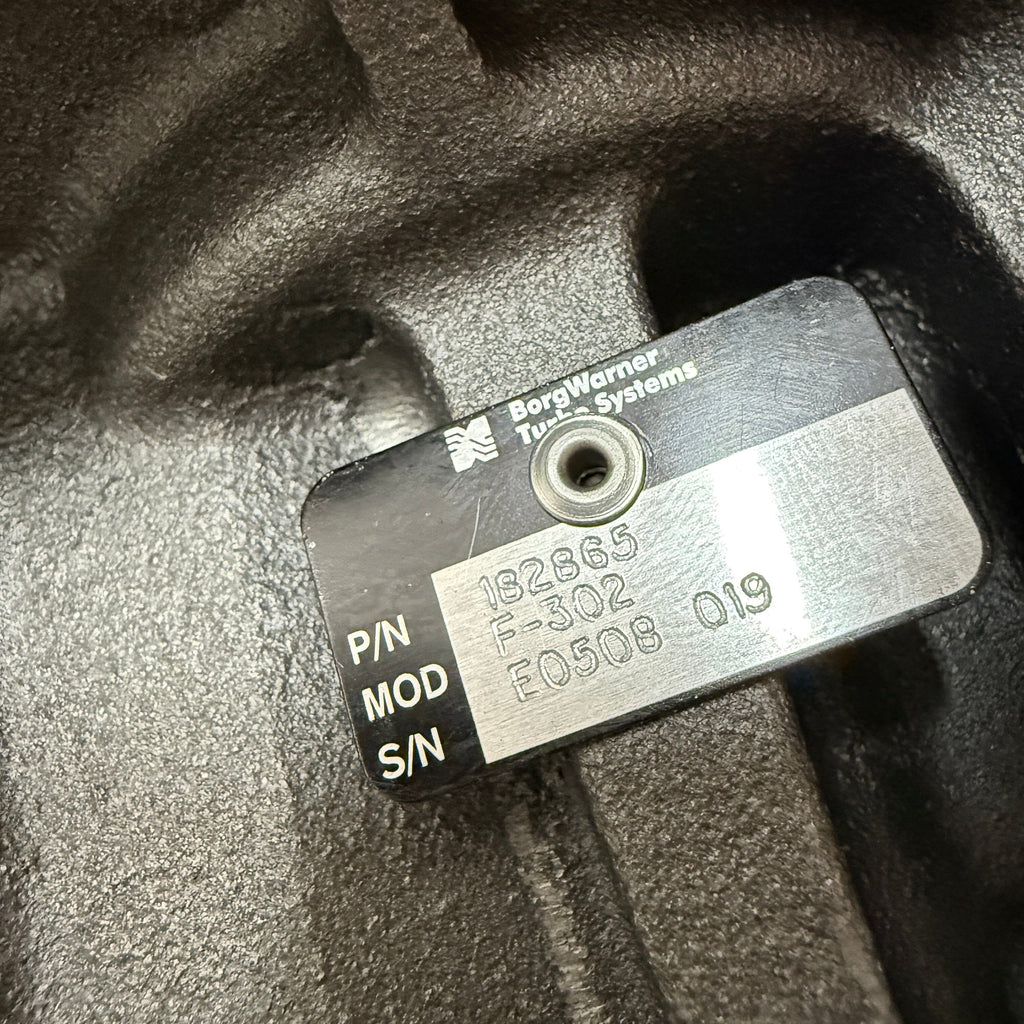 BorgWarner
Turbo Systems
P/N 182865
MOD F-302
S/N E0508 019